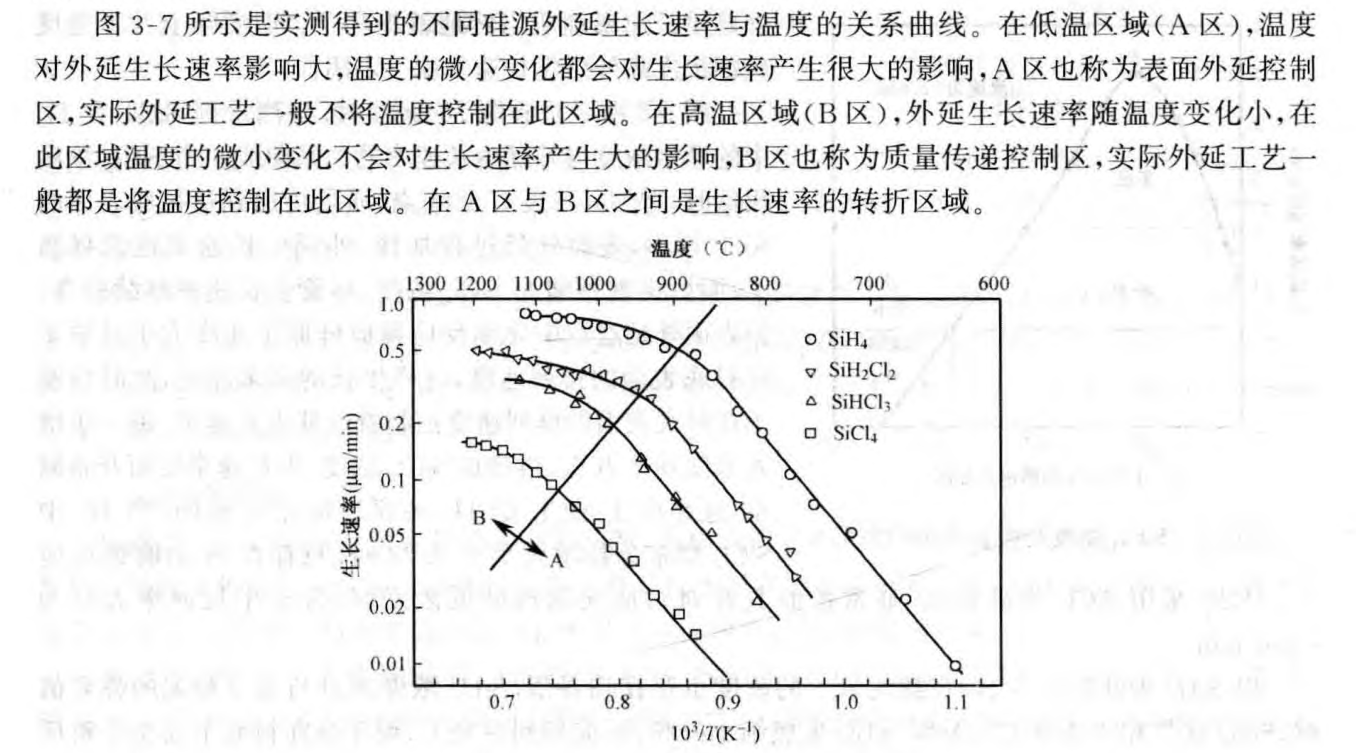 图 3-7 所示是实测得到的不同硅源外延生长速率与温度的关系曲线。在低温区域(A 区),温度
对外延生长速率影响大,温度的微小变化都会对生长速率产生很大的影响,A 区也称为表面外延控制
区,实际外延工艺一般不将温度控制在此区域。在高温区域(B 区),外延生长速率随温度变化小,在
此区域温度的微小变化不会对生长速率产生大的影响,B 区也称为质量传递控制区,实际外延工艺一
般都是将温度控制在此区域。在 A 区与 B 区之间是生长速率的转折区域。
温度 (℃)
1300 1200 1100 1000 900 800 700 600
1.0
0.5
0.2
0.1
0.05
0.02
0.01
生长速率(μm/min)
SiH₄
SiH₂Cl₂
SiHCl₃
SiCl₄
B
A
0.7 0.8 0.9 1.0 1.1
10³/T(K⁻¹)